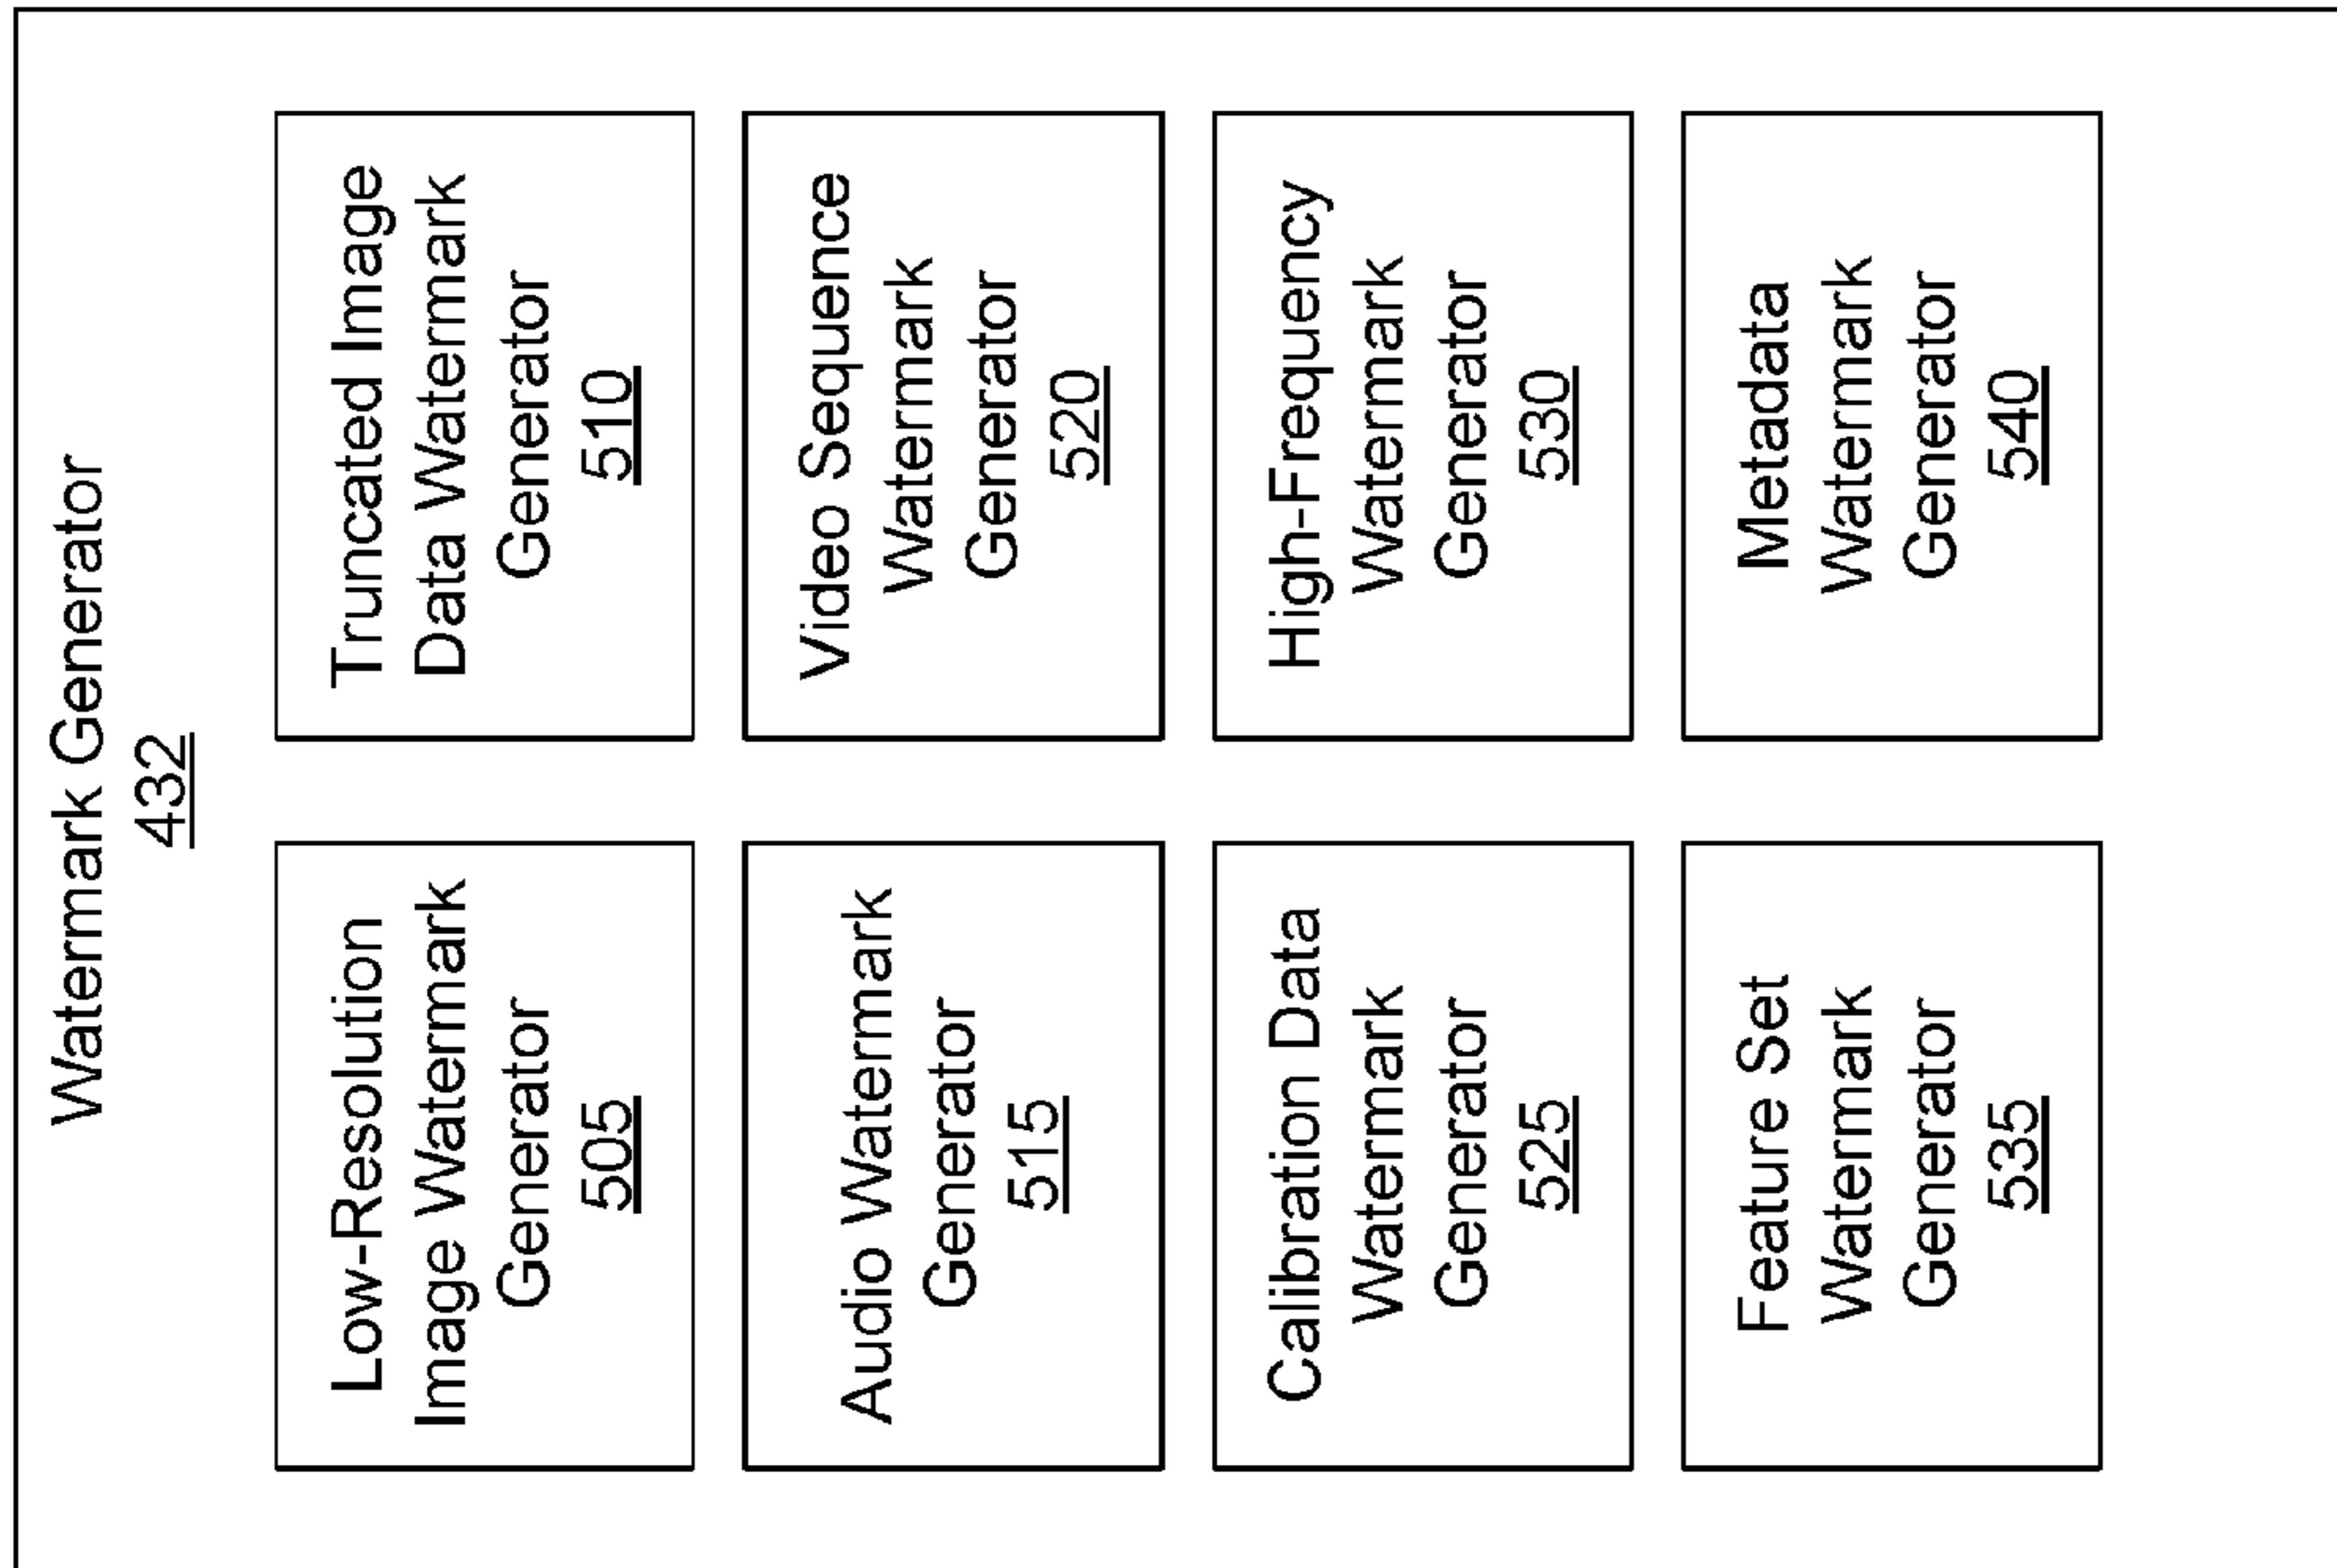 Watermark Generator
432
Low-Resolution
Image Watermark
Generator
505
Truncated Image
Data Watermark
Generator
510
Audio Watermark
Generator
515
Video Sequence
Watermark
Generator
520
Calibration Data
Watermark
Generator
525
High-Frequency
Watermark
Generator
530
Feature Set
Watermark
Generator
535
Metadata
Watermark
Generator
540